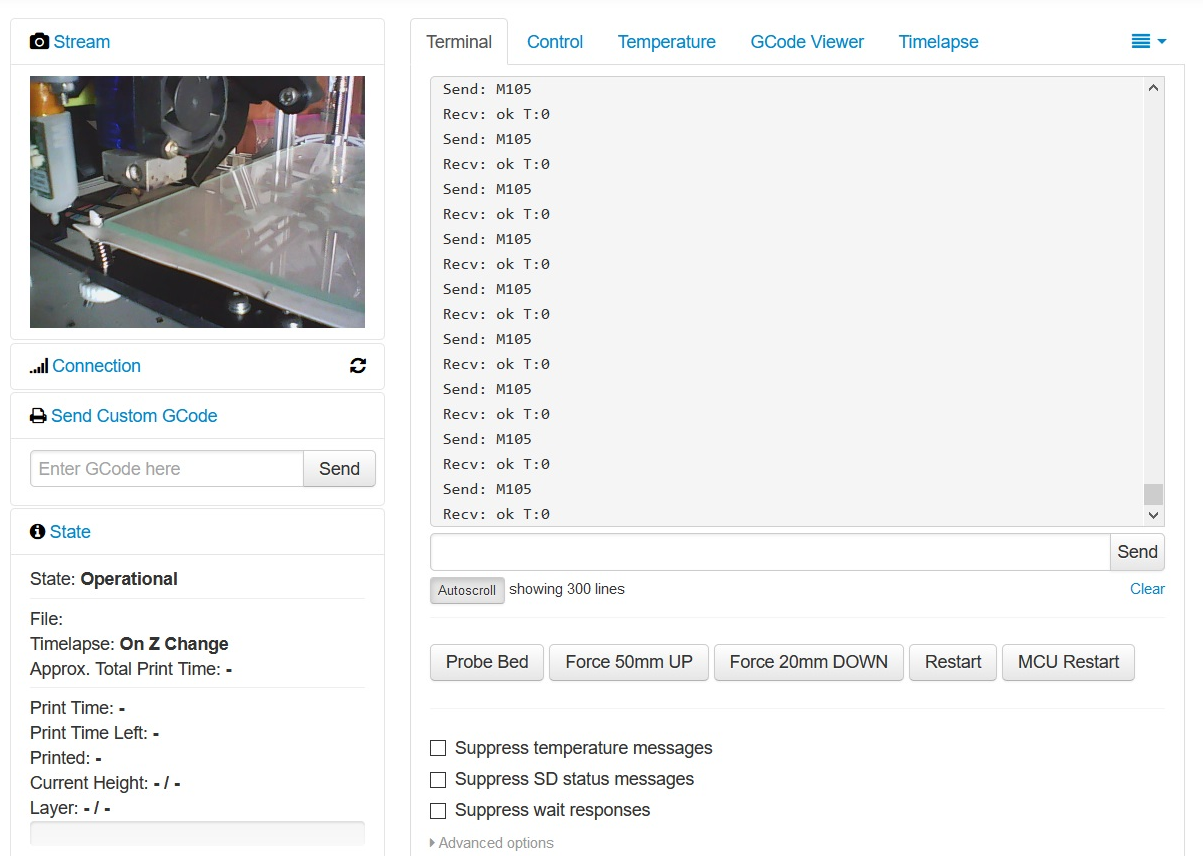 Stream
Connection
Send Custom GCode
Enter GCode here
Send
State
State: Operational
File:
Timelapse: On Z Change
Approx. Total Print Time: -
Print Time: -
Print Time Left: -
Printed: -
Current Height: - / -
Layer: - / -
Terminal
Control
Temperature
GCode Viewer
Timelapse
Send: M105
Recv: ok T:0
Send: M105
Recv: ok T:0
Send: M105
Recv: ok T:0
Send: M105
Recv: ok T:0
Send: M105
Recv: ok T:0
Send: M105
Recv: ok T:0
Send: M105
Recv: ok T:0
Send: M105
Recv: ok T:0
Send: M105
Recv: ok T:0
Send
Autoscroll showing 300 lines
Clear
Probe Bed
Force 50mm UP
Force 20mm DOWN
Restart
MCU Restart
Suppress temperature messages
Suppress SD status messages
Suppress wait responses
Advanced options